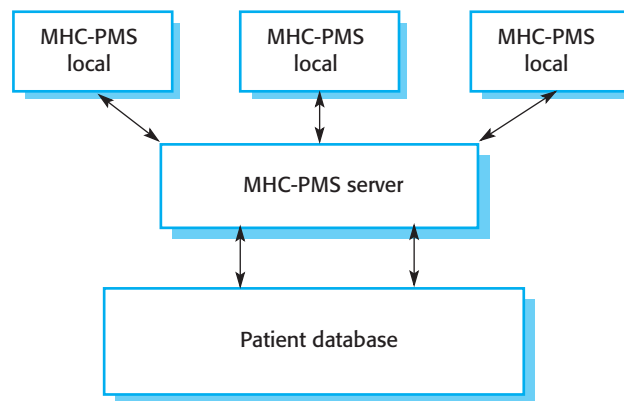 MHC-PMS
local
MHC-PMS
local
MHC-PMS
local
MHC-PMS server
Patient database